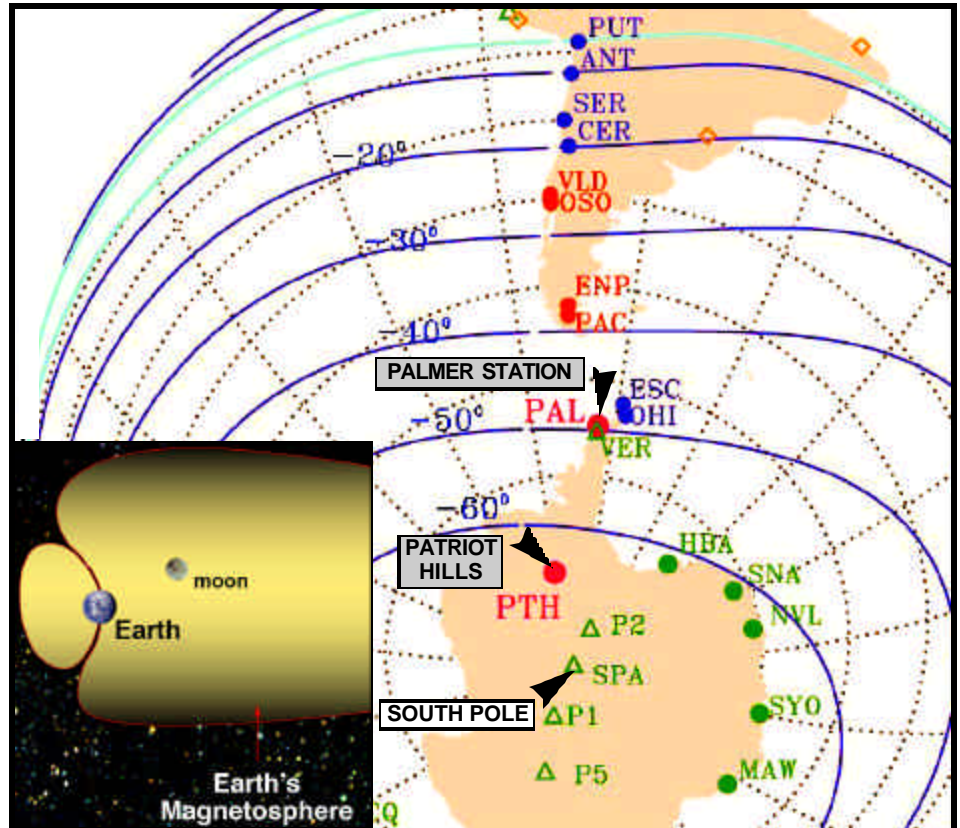 PUT
ANT
SER
CER
-20°
VLD
OSO
-30°
ENP
PAC
-40°
PALMER STATION
ESC
PAL
OHI
-50°
VER
-60°
PATRIOT
HILLS
HBA
SNA
PTH
NVL
P2
SPA
SOUTH POLE
P1
SYO
P5
MAW
moon
Earth
Earth's
Magnetosphere